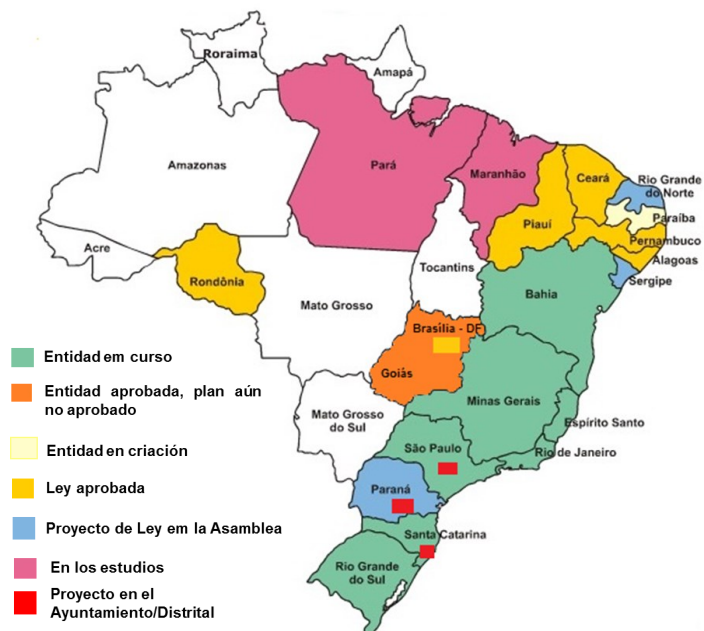 Roraima
Amapá
Amazonas
Pará
Maranhão
Ceará
Rio Grande
do Norte
Paraíba
Piauí
Pernambuco
Alagoas
Sergipe
Acre
Rondônia
Tocantins
Bahia
Mato Grosso
Brasília - DF
Goiás
Minas Gerais
Mato Grosso
do Sul
Espírito Santo
São Paulo
Rio de Janeiro
Paraná
Santa Catarina
Rio Grande
do Sul
Entidad em curso
Entidad aprobada, plan aún
no aprobado
Entidad en criación
Ley aprobada
Proyecto de Ley em la Asamblea
En los estudios
Proyecto en el
Ayuntamiento/Distrital